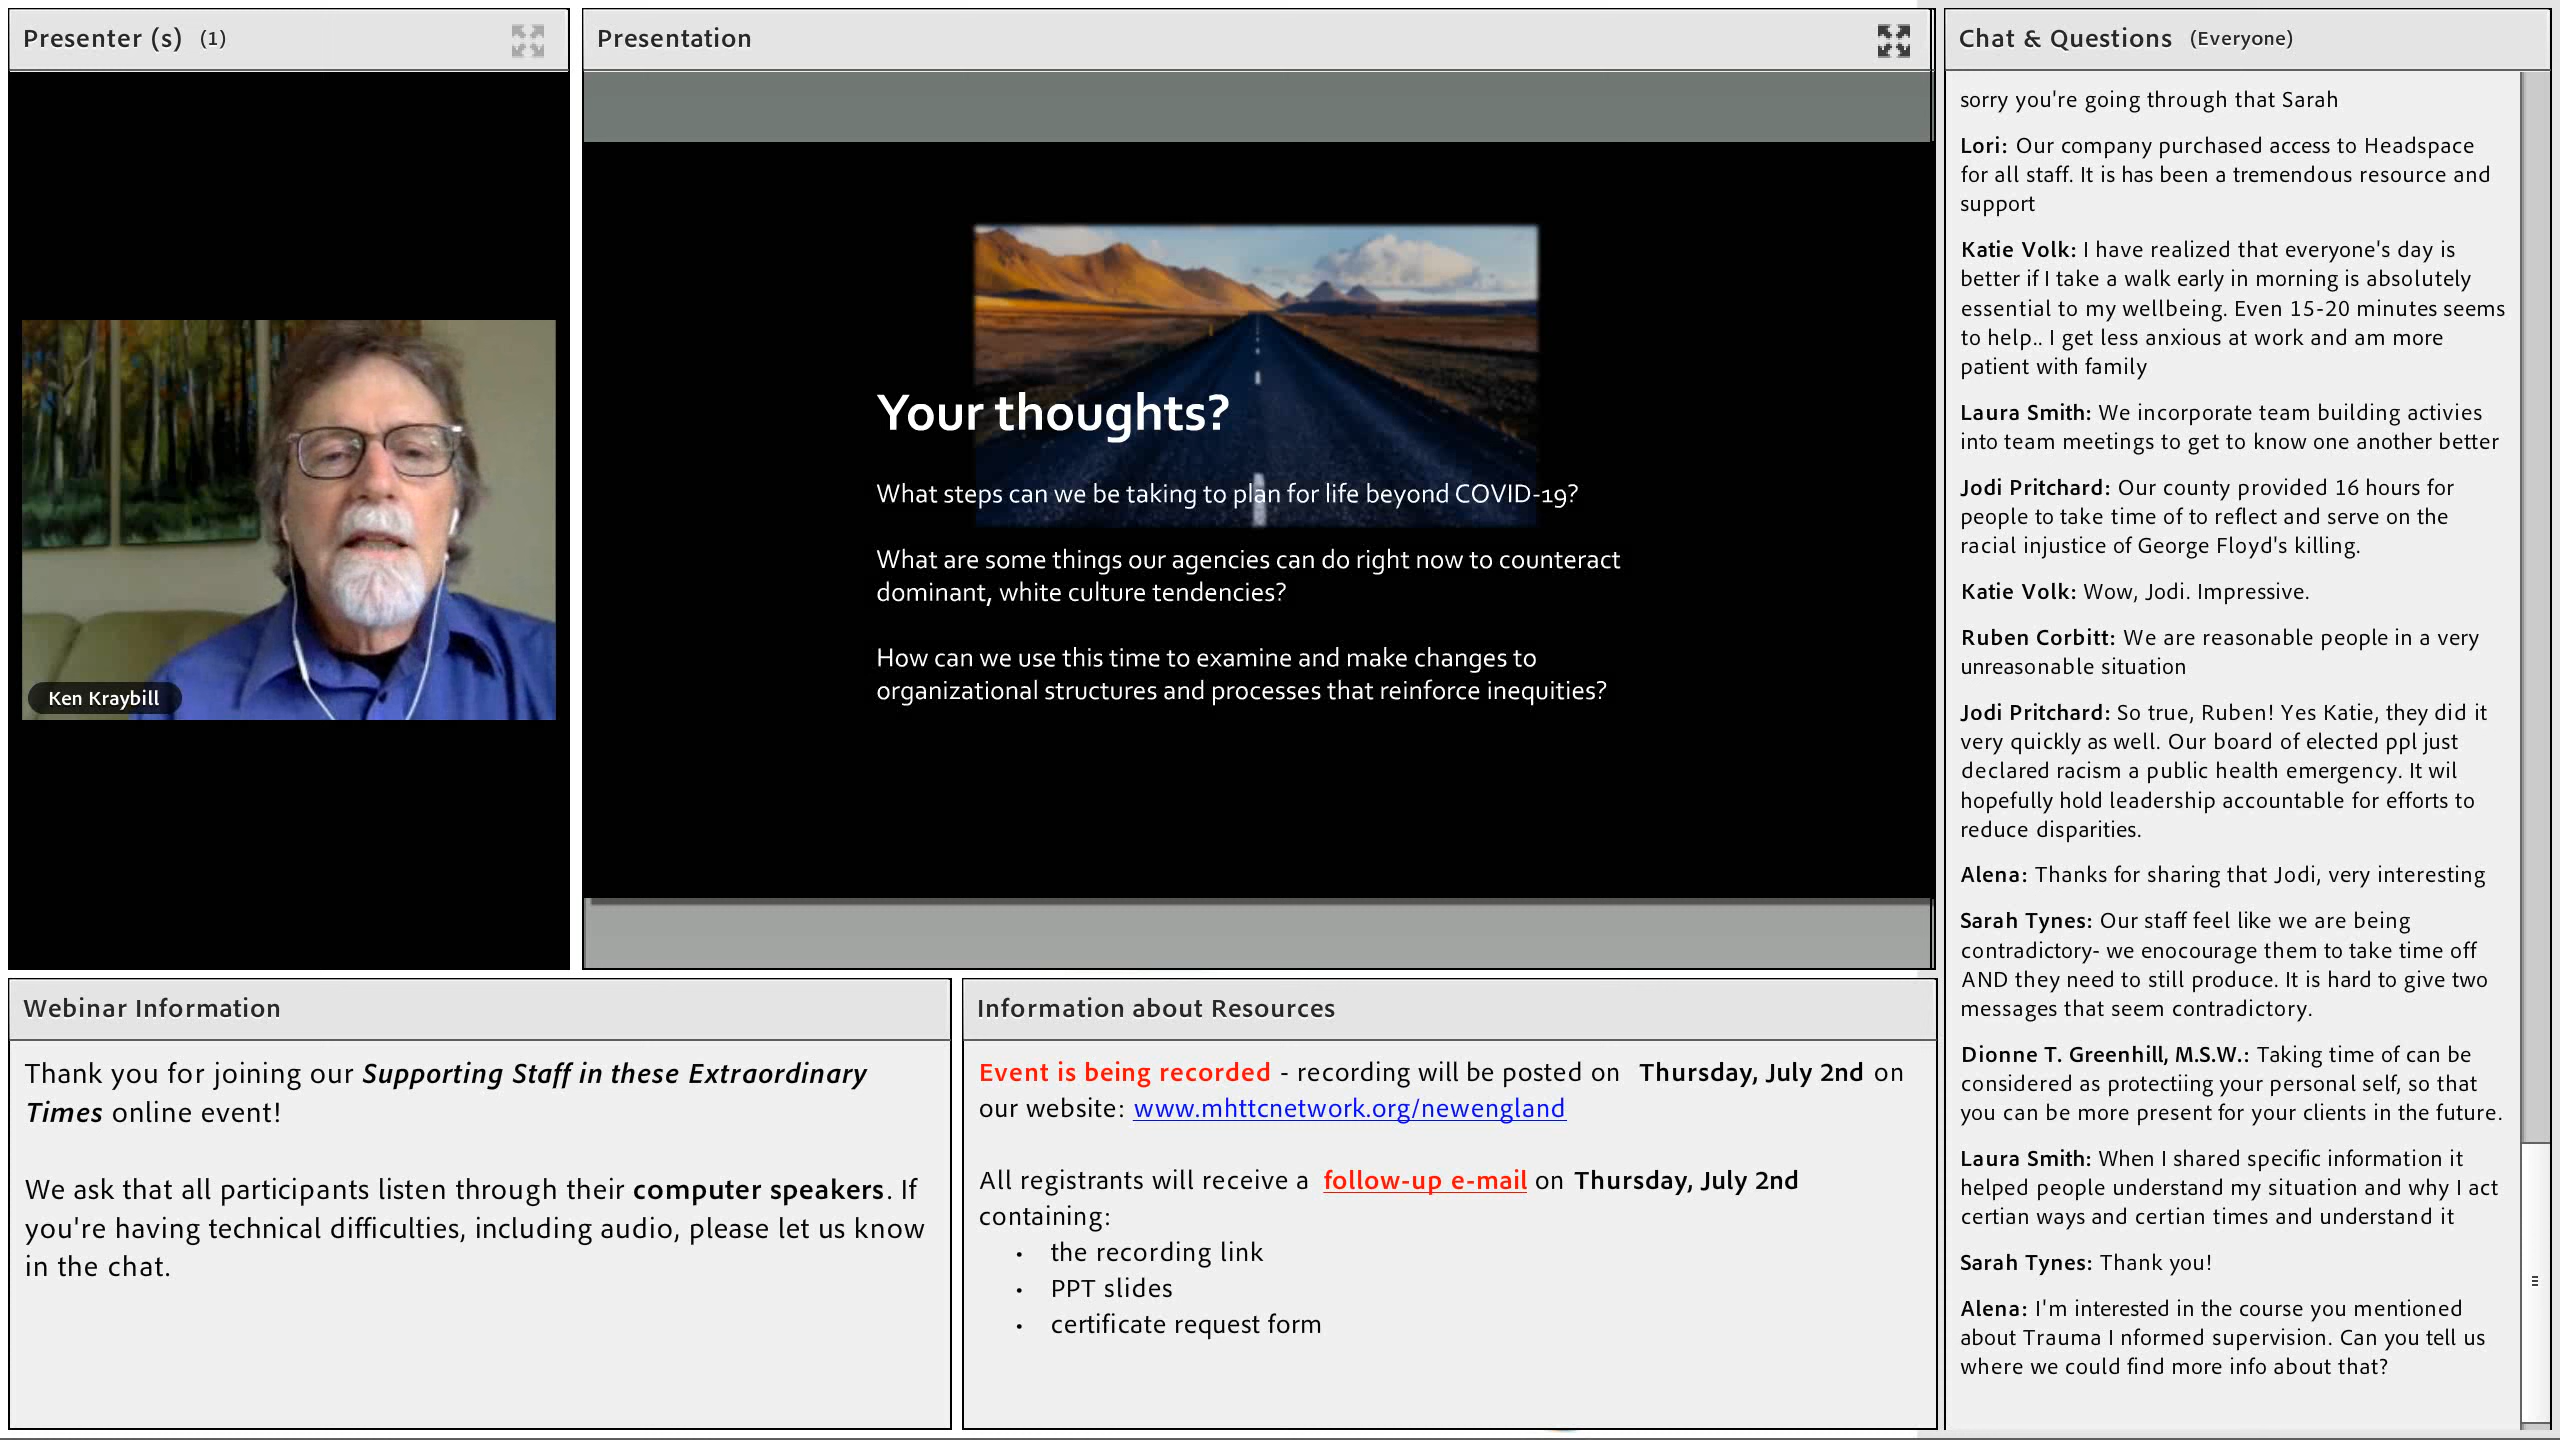 Presenter (s) (1)
Ken Kraybill
Presentation
Your thoughts?
What steps can we be taking to plan for life beyond COVID-19?
What are some things our agencies can do right now to counteract
dominant, white culture tendencies?
How can we use this time to examine and make changes to
organizational structures and processes that reinforce inequities?
Webinar Information
Thank you for joining our Supporting Staff in these Extraordinary
Times online event!
We ask that all participants listen through their computer speakers. If
you're having technical difficulties, including audio, please let us know
in the chat.
Information about Resources
Event is being recorded - recording will be posted on Thursday, July 2nd on
our website: www.mhttcnetwork.org/newengland
All registrants will receive a follow-up e-mail on Thursday, July 2nd
containing:
• the recording link
• PPT slides
• certificate request form
Chat & Questions (Everyone)
sorry you're going through that Sarah
Lori: Our company purchased access to Headspace
for all staff. It is has been a tremendous resource and
support
Katie Volk: I have realized that everyone's day is
better if I take a walk early in morning is absolutely
essential to my wellbeing. Even 15-20 minutes seems
to help.. I get less anxious at work and am more
patient with family
Laura Smith: We incorporate team building activies
into team meetings to get to know one another better
Jodi Pritchard: Our county provided 16 hours for
people to take time of to reflect and serve on the
racial injustice of George Floyd's killing.
Katie Volk: Wow, Jodi. Impressive.
Ruben Corbitt: We are reasonable people in a very
unreasonable situation
Jodi Pritchard: So true, Ruben! Yes Katie, they did it
very quickly as well. Our board of elected ppl just
declared racism a public health emergency. It wil
hopefully hold leadership accountable for efforts to
reduce disparities.
Alena: Thanks for sharing that Jodi, very interesting
Sarah Tynes: Our staff feel like we are being
contradictory- we enocourage them to take time off
AND they need to still produce. It is hard to give two
messages that seem contradictory.
Dionne T. Greenhill, M.S.W.: Taking time of can be
considered as protectiing your personal self, so that
you can be more present for your clients in the future.
Laura Smith: When I shared specific information it
helped people understand my situation and why I act
certian ways and certian times and understand it
Sarah Tynes: Thank you!
Alena: I'm interested in the course you mentioned
about Trauma I nformed supervision. Can you tell us
where we could find more info about that?